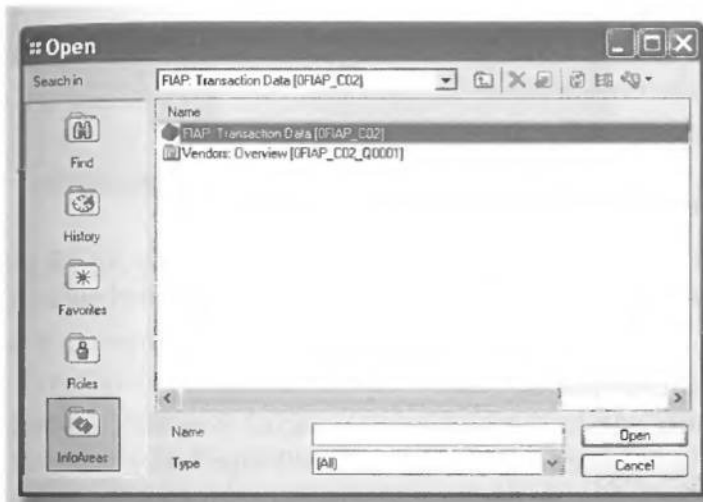 :: Open
Search in
FIAP: Transaction Data [0FIAP_C02]
Name
FIAP: Transaction Data [0FIAP_C02]
Vendors: Overview [0FIAP_C02_Q0001]
Find
History
Favorites
Roles
InfoAreas
Name
Open
Type
(All)
Cancel